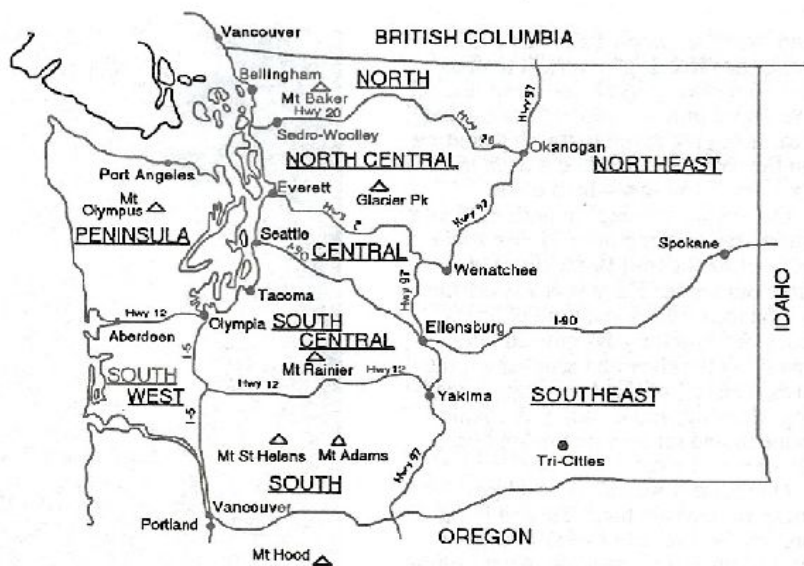 Vancouver
BRITISH COLUMBIA
Bellingham
NORTH
Mt Baker
Hwy 20
Hwy 97
Hwy 20
Sedro-Woolley
Okanogan
NORTH CENTRAL
NORTHEAST
Port Angeles
Everett
Glacier Pk
Mt
Olympus
Hwy 97
PENINSULA
Hwy 2
Seattle
CENTRAL
Spokane
I-90
Wenatchee
Hwy 97
Tacoma
IDAHO
Hwy 12
I-5
Olympia
SOUTH
CENTRAL
Ellensburg
I-90
Aberdeen
I-5
Mt Rainier
Hwy 12
SOUTH
WEST
Hwy 12
Yakima
SOUTHEAST
I-5
Mt St Helens
Mt Adams
Hwy 97
Tri-Cities
SOUTH
Vancouver
Portland
OREGON
Mt Hood